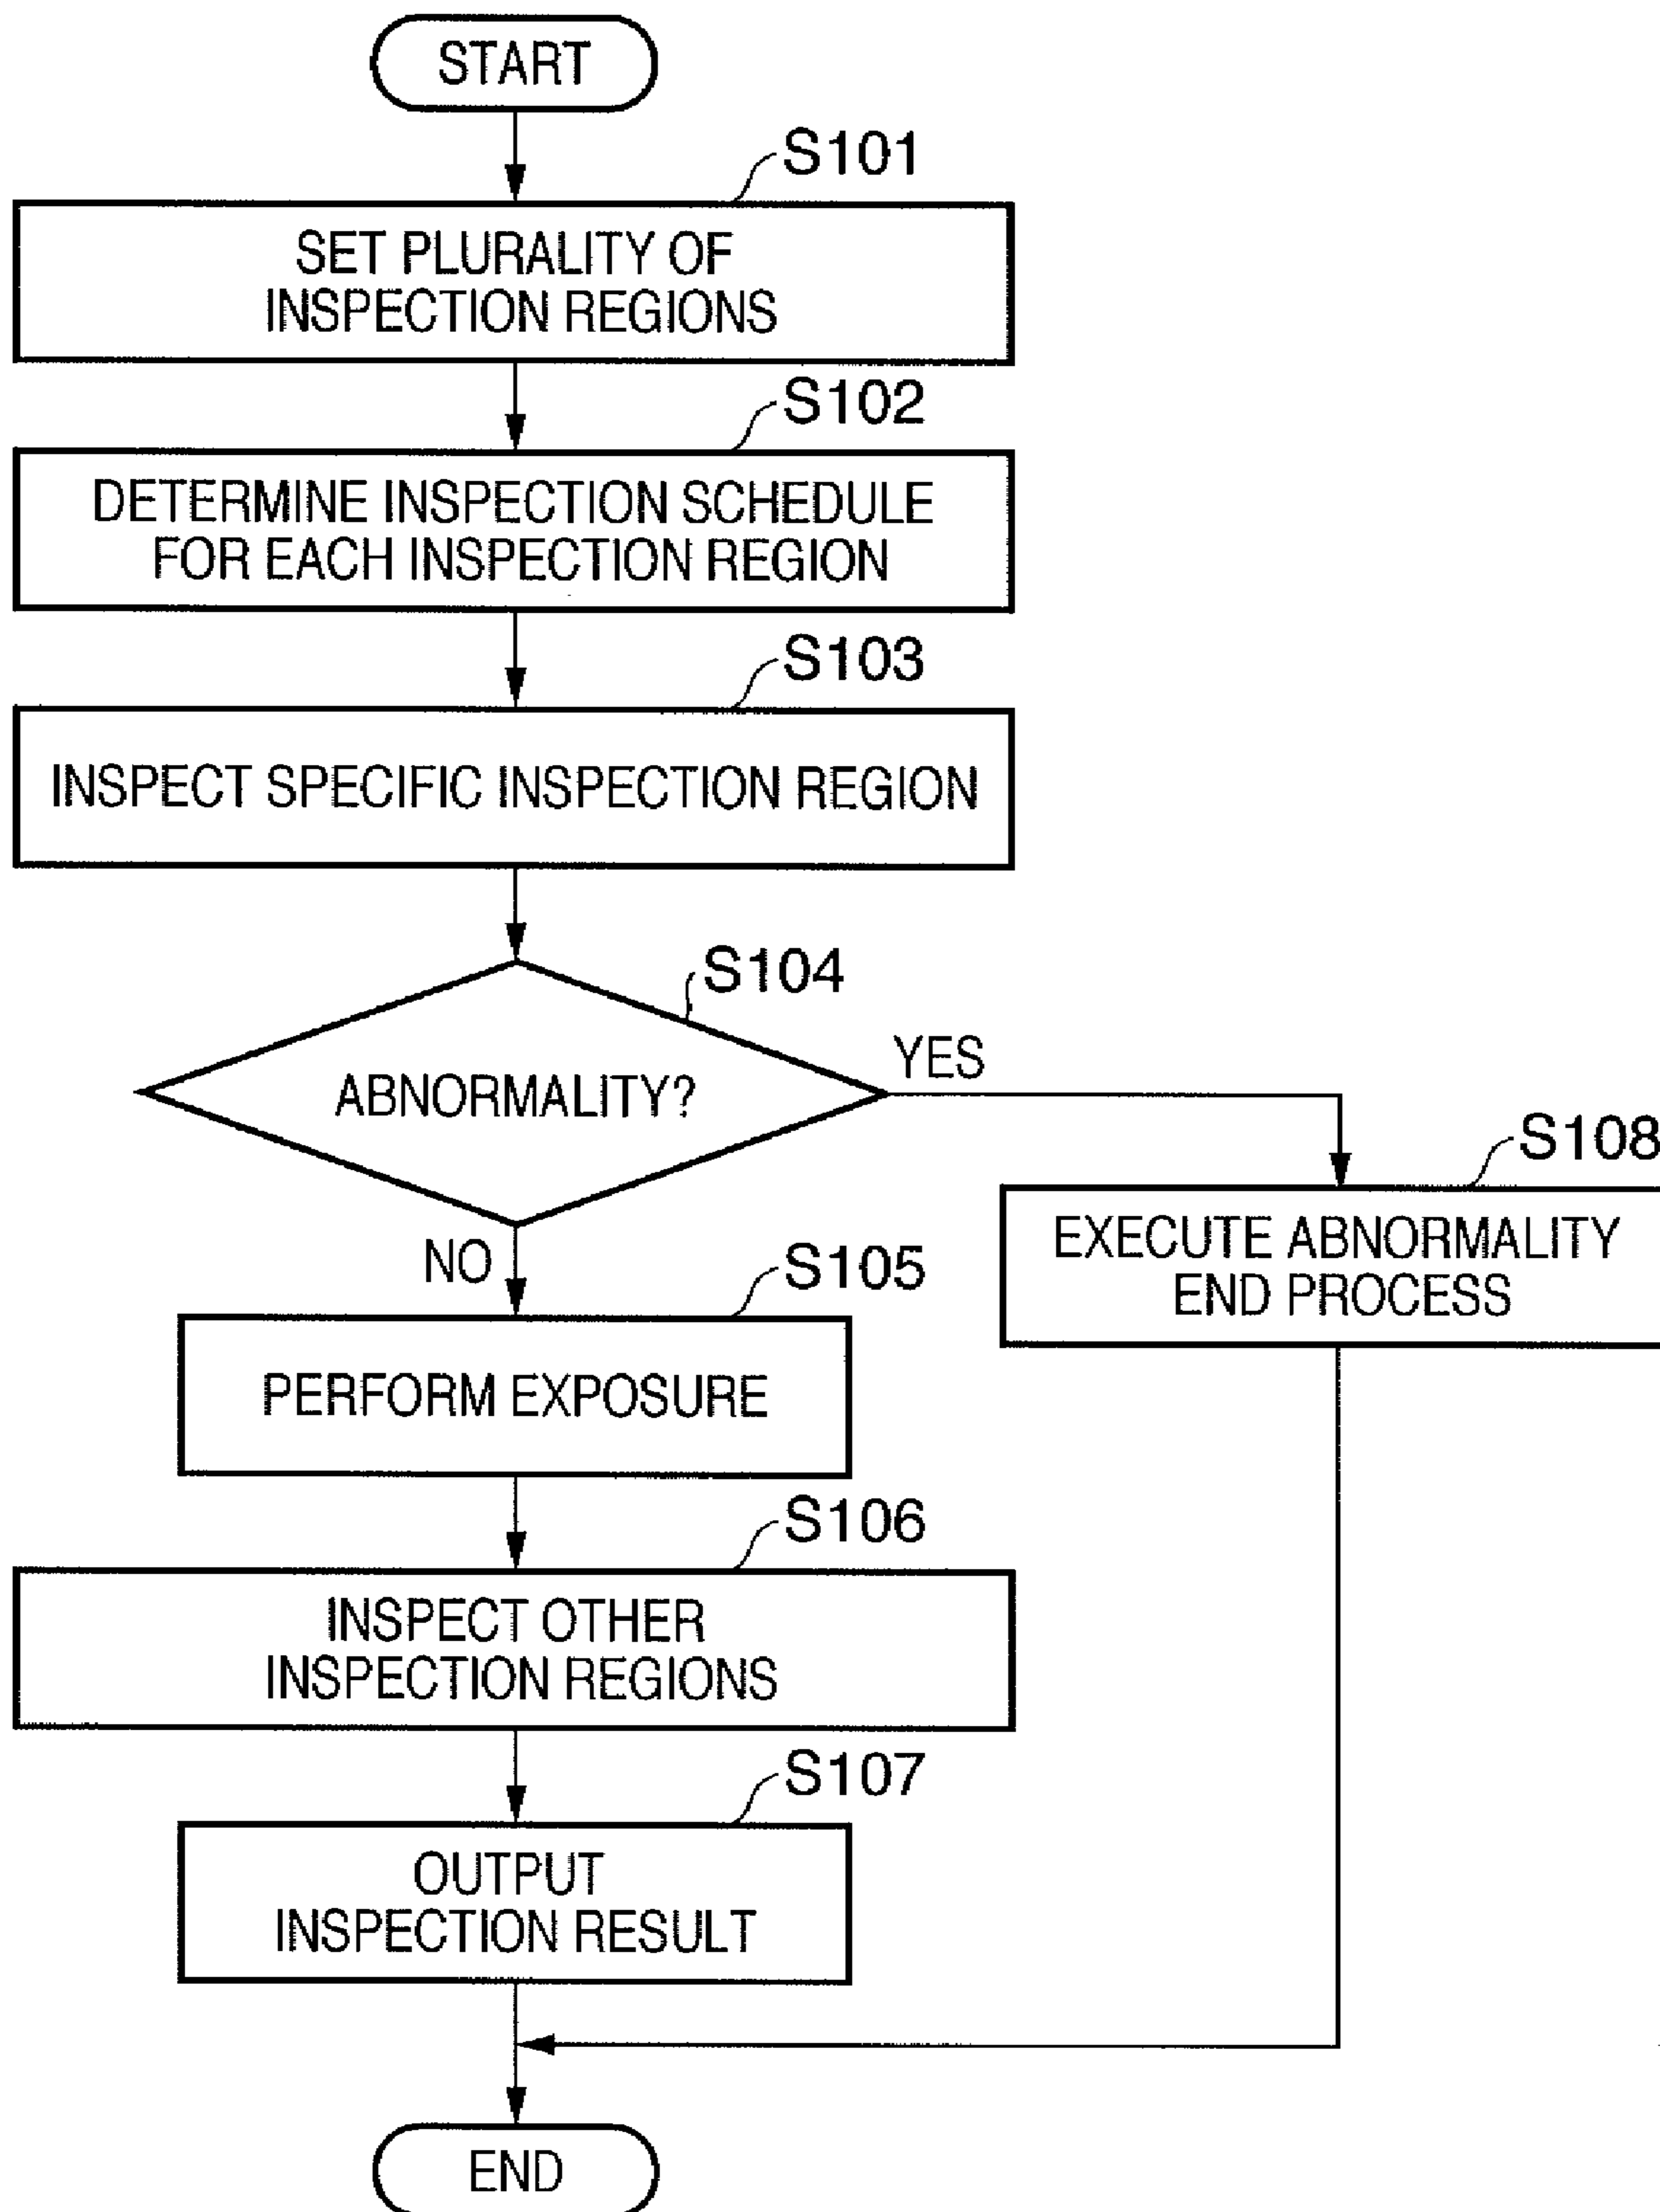 START
S101
SET PLURALITY OF
INSPECTION REGIONS
S102
DETERMINE INSPECTION SCHEDULE
FOR EACH INSPECTION REGION
S103
INSPECT SPECIFIC INSPECTION REGION
S104
ABNORMALITY?
YES
NO
S108
EXECUTE ABNORMALITY
END PROCESS
S105
PERFORM EXPOSURE
S106
INSPECT OTHER
INSPECTION REGIONS
S107
OUTPUT
INSPECTION RESULT
END